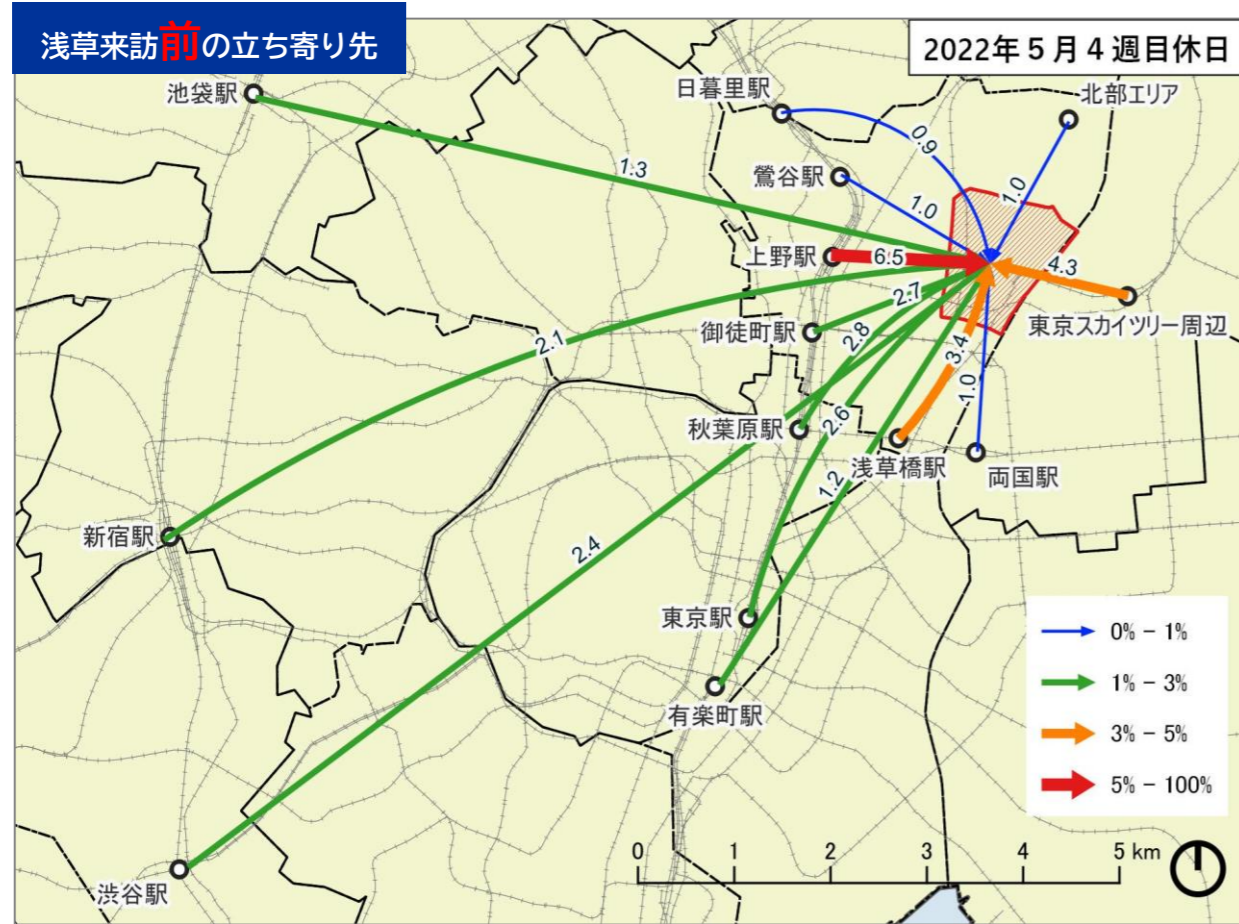 浅草来訪前の立ち寄り先
2022年5月4週目休日
池袋駅
日暮里駅
北部エリア
0.9
1.3
鶯谷駅
1.0
1.0
上野駅
6.5
4.3
2.7
東京スカイツリー周辺
御徒町駅
2.8
2.1
3.4
1.0
秋葉原駅
2.6
浅草橋駅
両国駅
1.2
新宿駅
2.4
東京駅
有楽町駅
0% - 1%
1% - 3%
3% - 5%
5% - 100%
0 1 2 3 4 5 km
渋谷駅